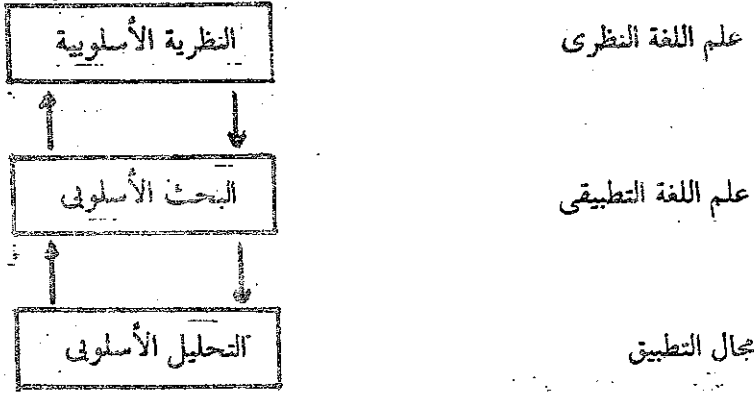 علم اللغة النظرى
النظرية الأسلوبية
علم اللغة التطبيقى
البحث الأسلوبى
مجال التطبيق
التحليل الأسلوبى